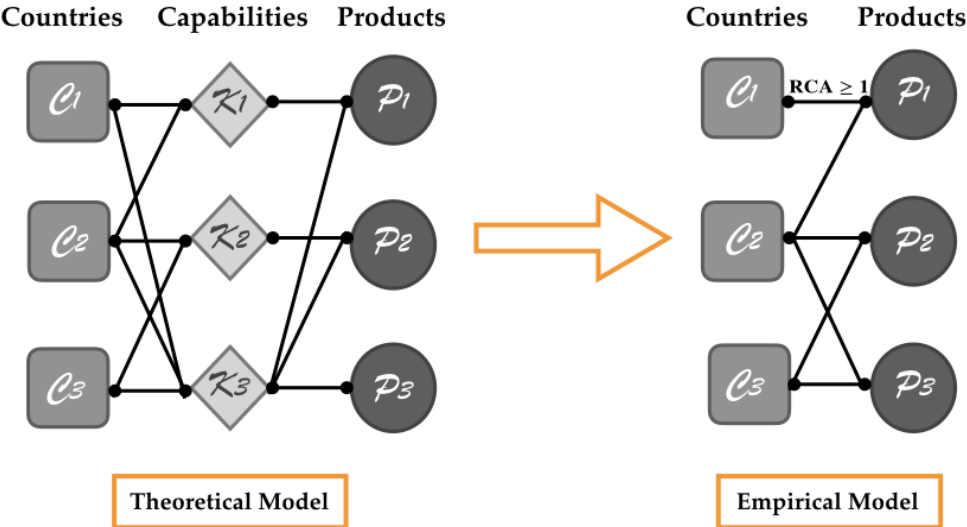 Countries Capabilities Products
C1 K1 P1
C2 K2 P2
C3 K3 P3
Theoretical Model
Countries Products
C1 RCA ≥ 1 P1
C2 P2
C3 P3
Empirical Model